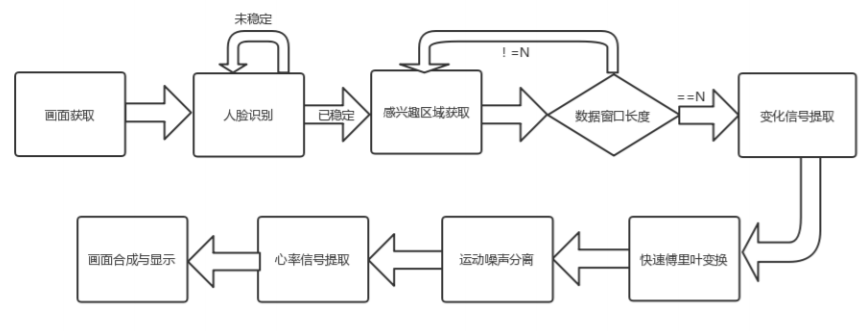 未稳定
! =N
画面获取
人脸识别
已稳定
感兴趣区域获取
数据窗口长度
==N
变化信号提取
画面合成与显示
心率信号提取
运动噪声分离
快速傅里叶变换